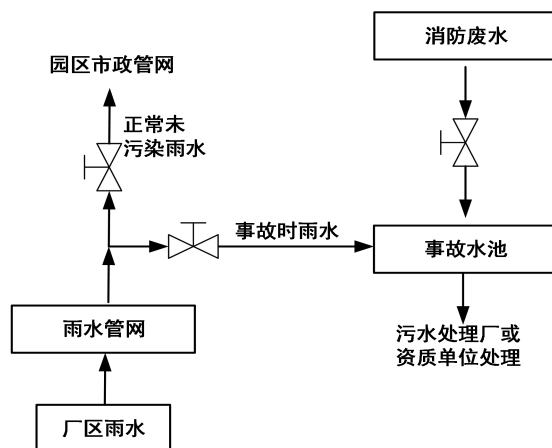 消防废水
园区市政管网
正常未
污染雨水
事故时雨水
事故水池
雨水管网
污水处理厂或
资质单位处理
厂区雨水